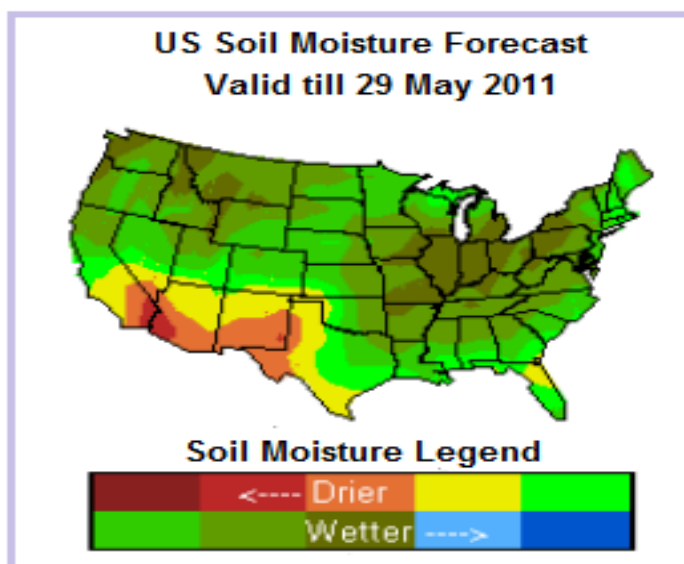 US Soil Moisture Forecast
Valid till 29 May 2011
Soil Moisture Legend
<---- Drier
Wetter ---->